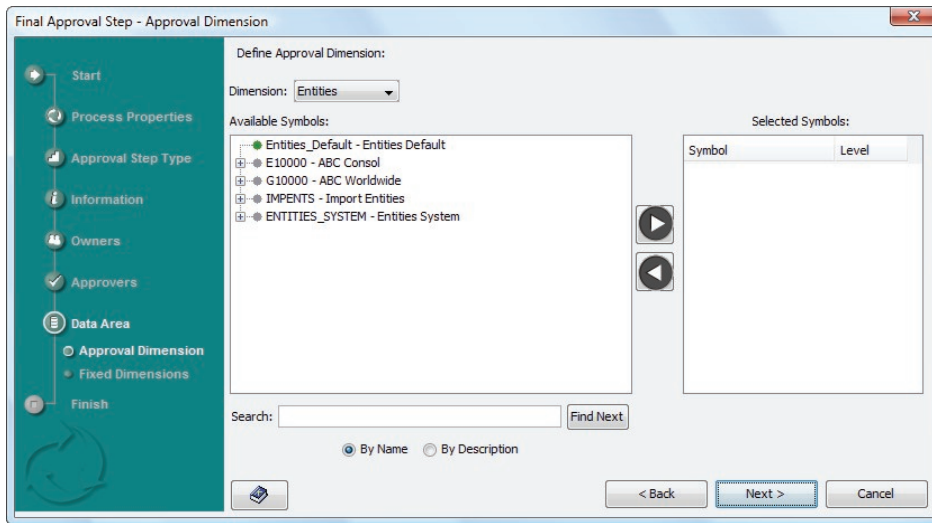 Final Approval Step - Approval Dimension
Start
Process Properties
Approval Step Type
Information
Owners
Approvers
Data Area
Approval Dimension
Fixed Dimensions
Finish
Define Approval Dimension:
Dimension: Entities
Available Symbols:
Entities_Default - Entities Default
E10000 - ABC Consol
G10000 - ABC Worldwide
IMPENTS - Import Entities
ENTITIES_SYSTEM - Entities System
Selected Symbols:
Symbol Level
Search: Find Next
By Name By Description
< Back Next > Cancel